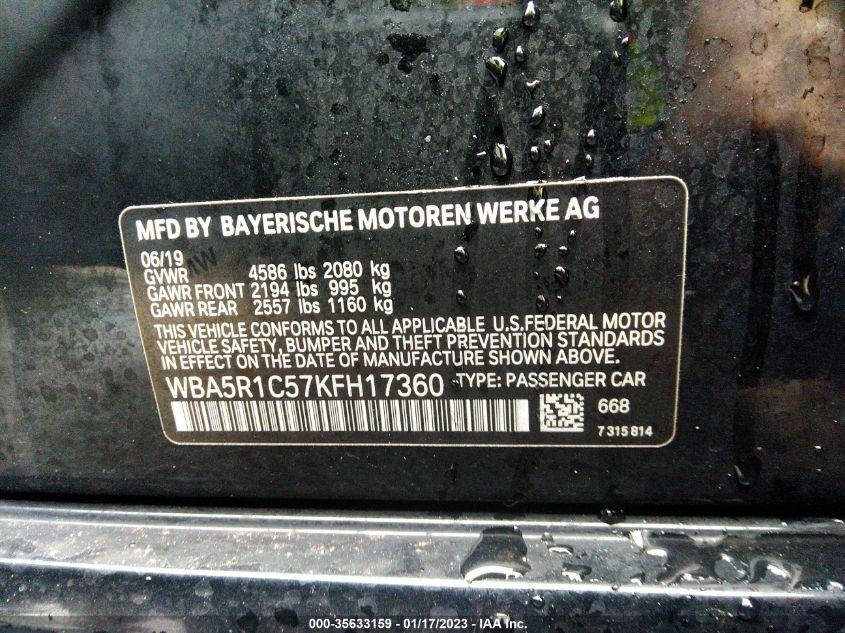 MFD BY BAYERISCHE MOTOREN WERKE AG
06/19
GVWR 4586 lbs 2080 kg
GAWR FRONT 2194 lbs 995 kg
GAWR REAR 2557 lbs 1160 kg
THIS VEHICLE CONFORMS TO ALL APPLICABLE U.S.FEDERAL MOTOR
VEHICLE SAFETY, BUMPER AND THEFT PREVENTION STANDARDS
IN EFFECT ON THE DATE OF MANUFACTURE SHOWN ABOVE.
WBA5R1C57KFH17360 TYPE: PASSENGER CAR
668
7 315 814
000-35633159 — 01/17/2023 — IAA Inc.